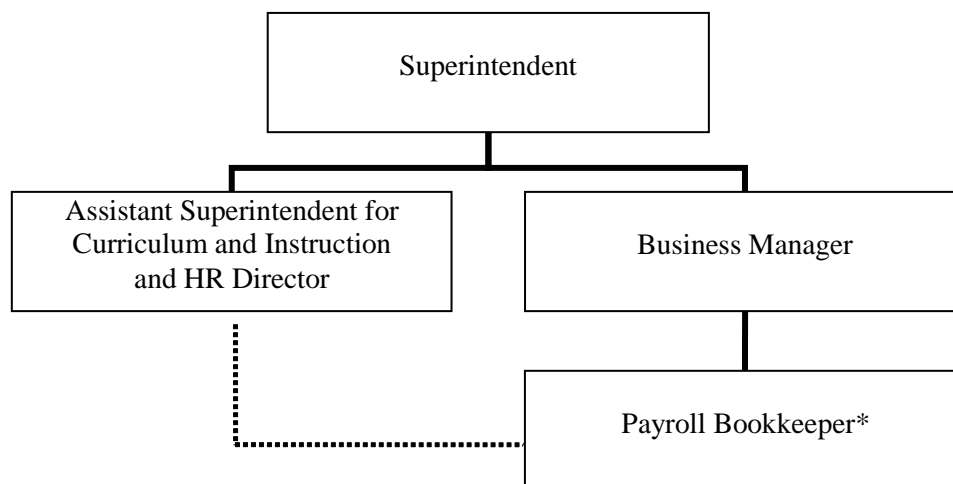 Superintendent
Assistant Superintendent for
Curriculum and Instruction
and HR Director
Business Manager
Payroll Bookkeeper*